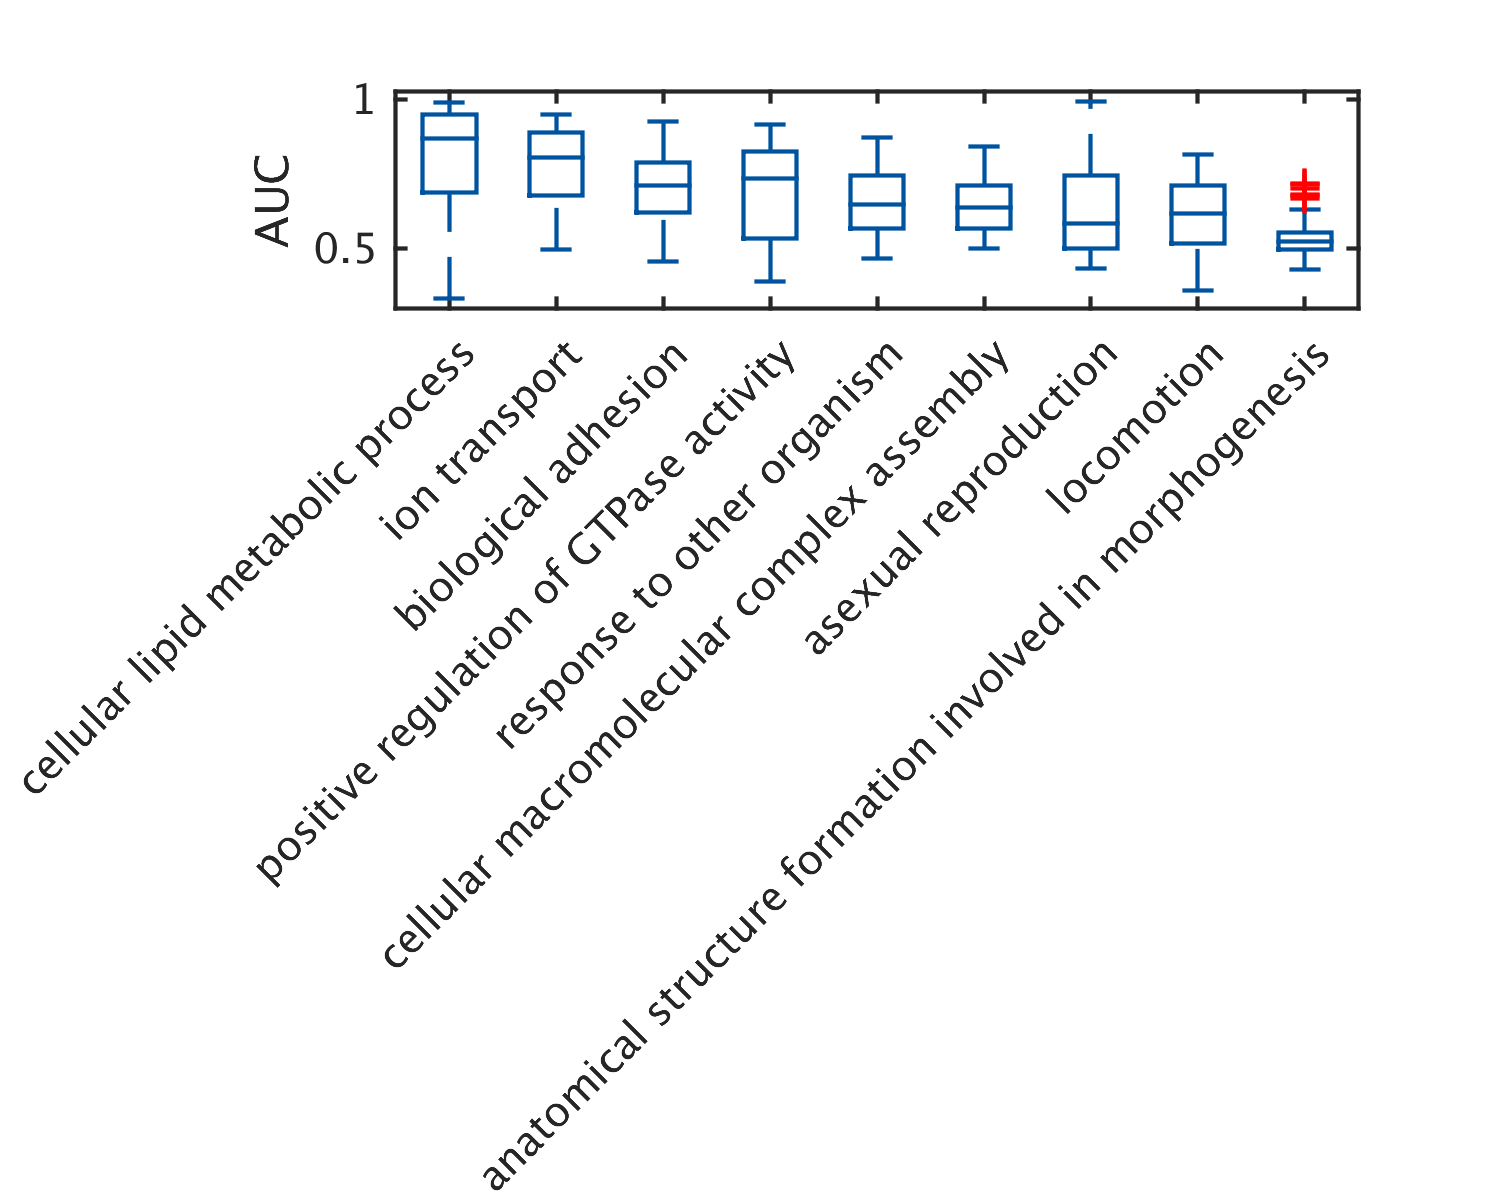 1
AUC
0.5
cellular lipid metabolic process
ion transport
biological adhesion
positive regulation of GTPase activity
response to other organism
cellular macromolecular complex assembly
asexual reproduction
locomotion
anatomical structure formation involved in morphogenesis